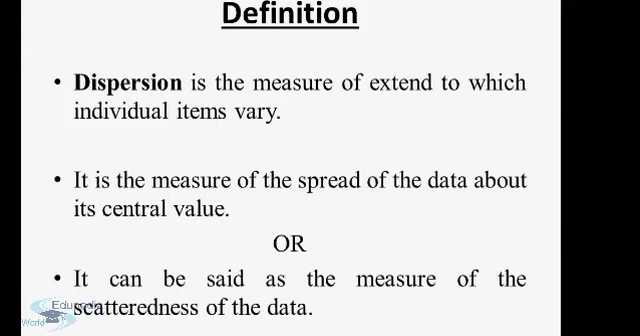 Definition
• Dispersion is the measure of extend to which
individual items vary.
• It is the measure of the spread of the data about
its central value.
OR
• It can be said as the measure of the
scatteredness of the data.
Edupedia
World